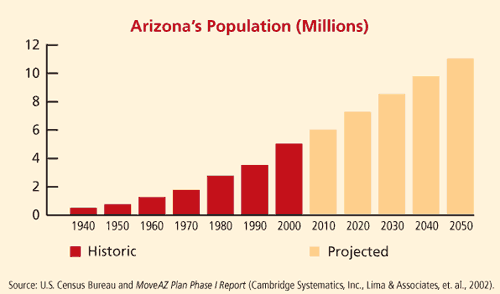 Arizona's Population (Millions)
12
10
8
6
4
2
0
1940 1950 1960 1970 1980 1990 2000 2010 2020 2030 2040 2050
Historic Projected
Source: U.S. Census Bureau and MoveAZ Plan Phase I Report (Cambridge Systematics, Inc., Lima & Associates, et. al., 2002).